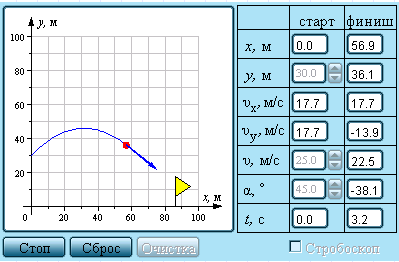 y, м
100
80
60
40
20
0 20 40 60 80 100
x, м
старт финиш
x, м 0.0 56.9
y, м 30.0 36.1
υx, м/с 17.7 17.7
υy, м/с 17.7 -13.9
υ, м/с 25.0 22.5
α, ° 45.0 -38.1
t, с 0.0 3.2
Стоп Сброс Очистка Стробоскоп